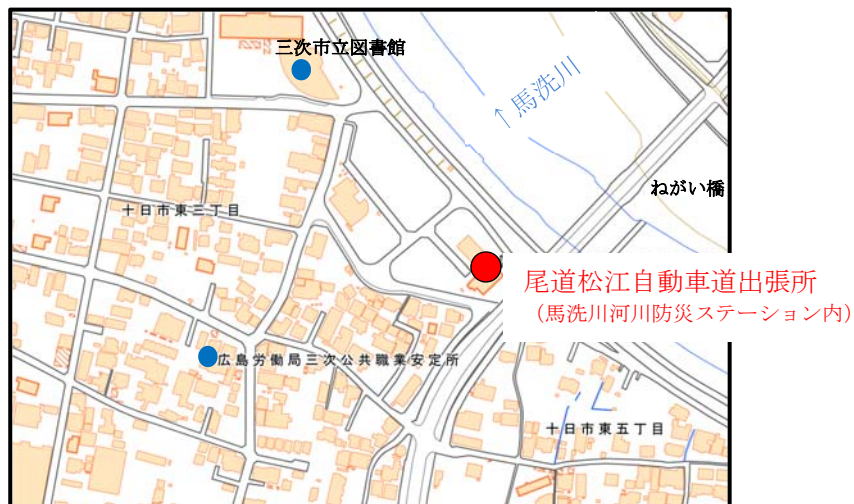 三次市立図書館
↑馬洗川
ねがい橋
十日市東三丁目
尾道松江自動車道出張所
（馬洗川河川防災ステーション内）
広島労働局三次公共職業安定所
十日市東五丁目